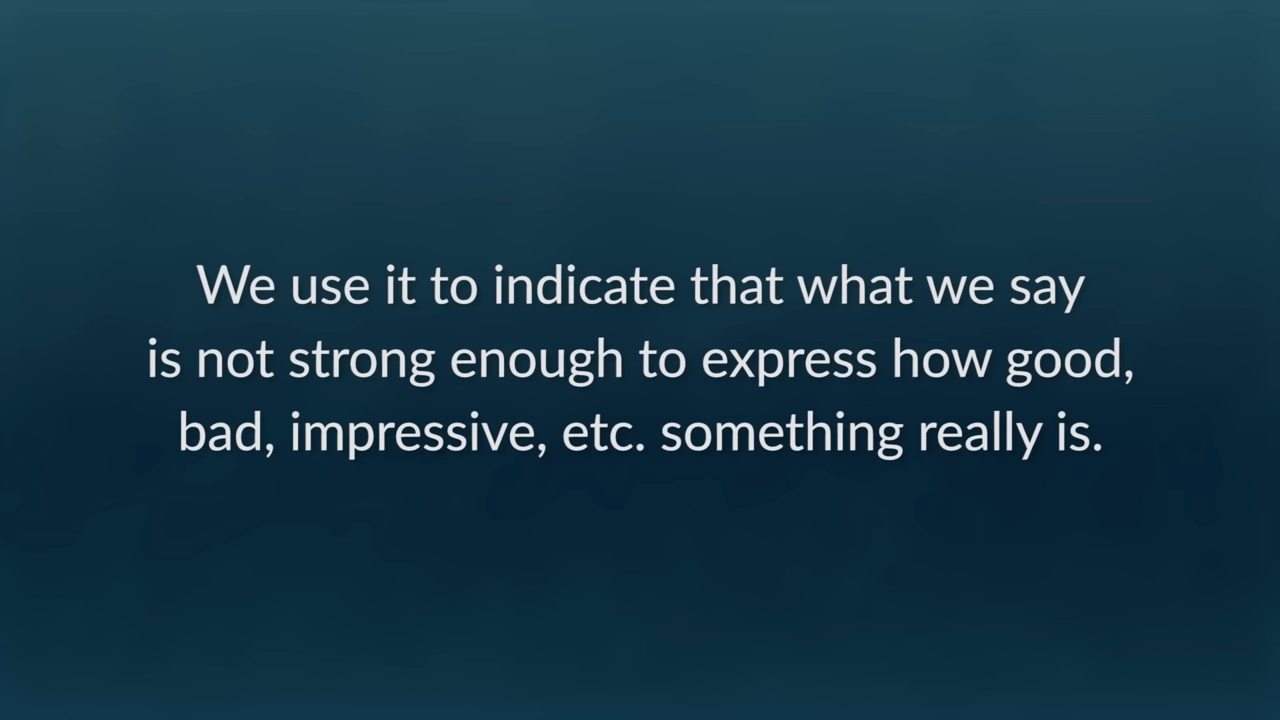 We use it to indicate that what we say
is not strong enough to express how good,
bad, impressive, etc. something really is.